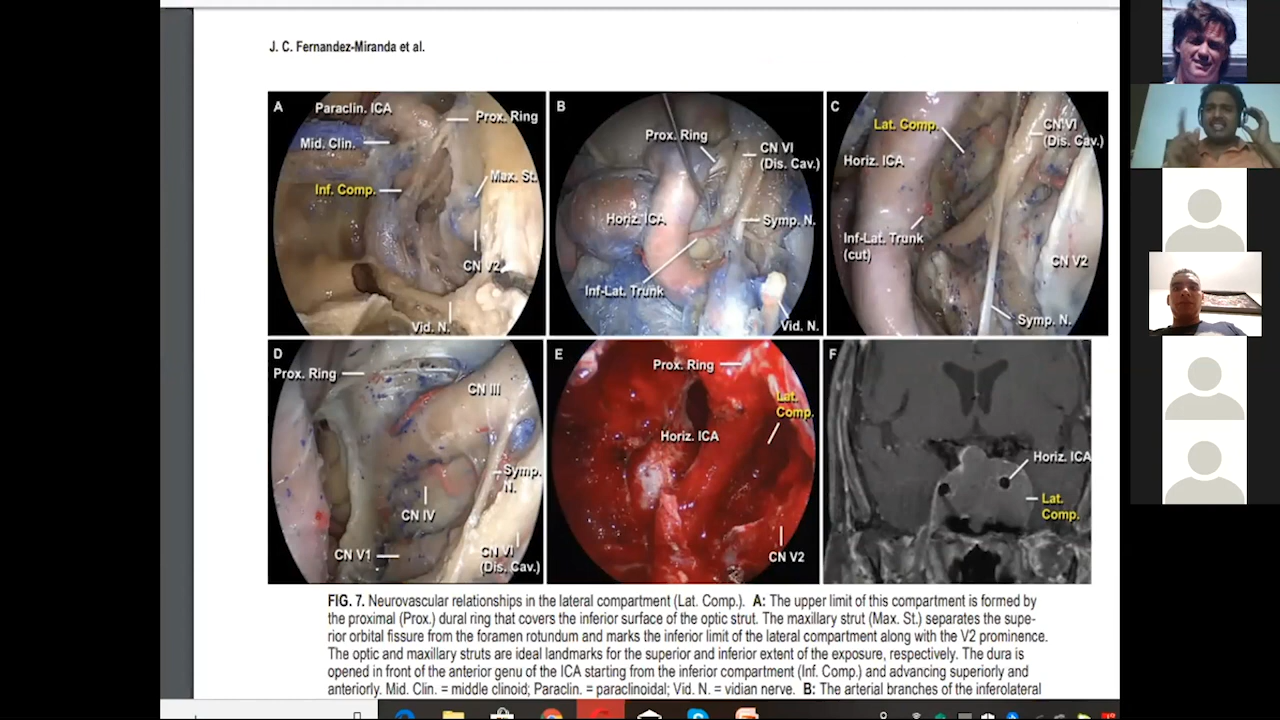 J. C. Fernandez-Miranda et al.
A
Paraclin. ICA
Prox. Ring
Mid. Clin.
Inf. Comp.
Max. St.
CN V2
Vid. N.
B
Prox. Ring
CN VI
(Dis. Cav.)
Horiz. ICA
Symp. N.
Inf-Lat. Trunk
Vid. N.
C
Lat. Comp.
CN VI
(Dis. Cav.)
Horiz. ICA
Inf-Lat. Trunk
(cut)
CN V2
Symp. N.
D
Prox. Ring
CN III
Symp.
N.
CN IV
CN V1
CN VI
(Dis. Cav.)
E
Prox. Ring
Lat.
Comp.
Horiz. ICA
CN V2
F
Horiz. ICA
Lat.
Comp.
FIG. 7. Neurovascular relationships in the lateral compartment (Lat. Comp.). A: The upper limit of this compartment is formed by
the proximal (Prox.) dural ring that covers the inferior surface of the optic strut. The maxillary strut (Max. St.) separates the supe-
rior orbital fissure from the foramen rotundum and marks the inferior limit of the lateral compartment along with the V2 prominence.
The optic and maxillary struts are ideal landmarks for the superior and inferior extent of the exposure, respectively. The dura is
opened in front of the anterior genu of the ICA starting from the inferior compartment (Inf. Comp.) and advancing superiorly and
anteriorly. Mid. Clin. = middle clinoid; Paraclin. = paraclinoidal; Vid. N. = vidian nerve. B: The arterial branches of the inferolateral